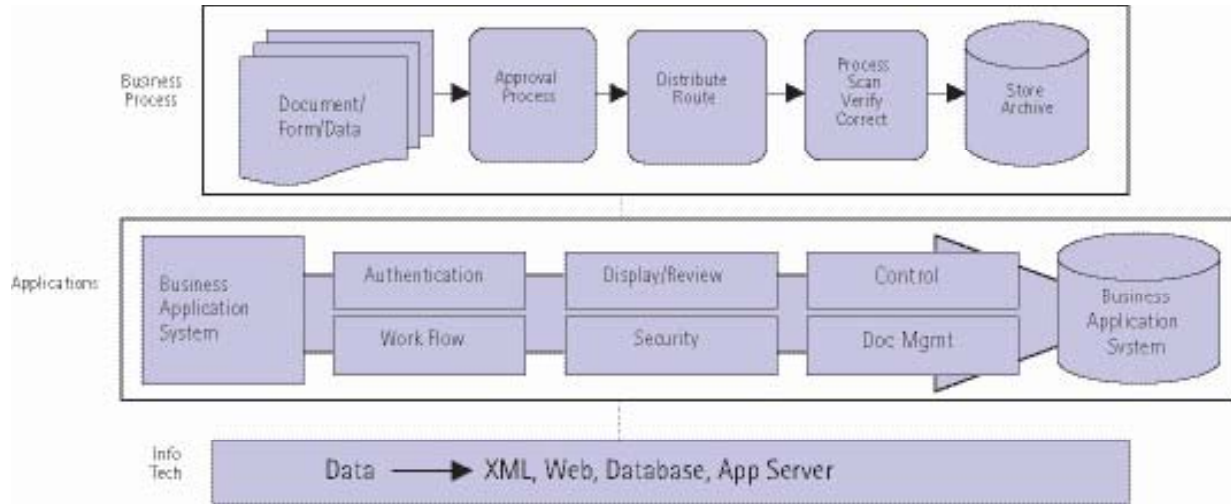 Business
Process
Document/
Form/Data
Approval
Process
Distribute
Route
Process
Scan
Verify
Correct
Store
Archive
Applications
Business
Application
System
Authentication
Display/Review
Control
Work Flow
Security
Doc Mgmt
Business
Application
System
Info
Tech
Data
XML, Web, Database, App Server